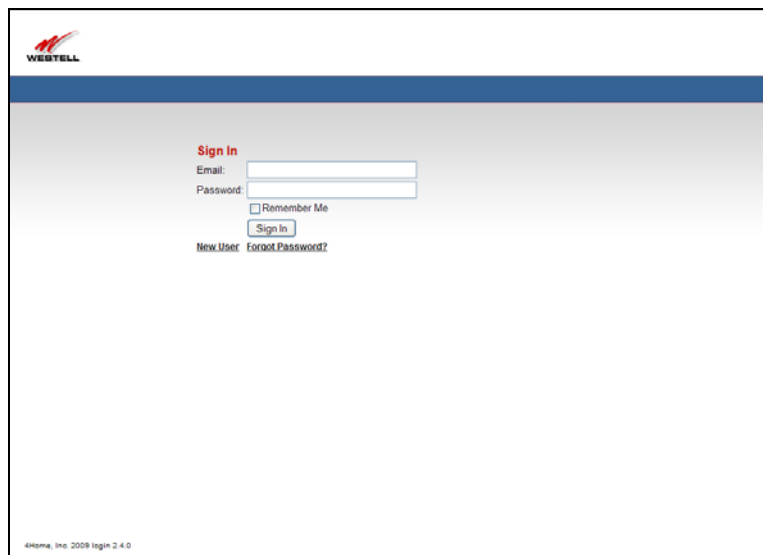 WESTELL
Sign In
Email:
Password:
Remember Me
Sign In
New User Forgot Password?
4Home, Inc. 2009 login 2.4.0